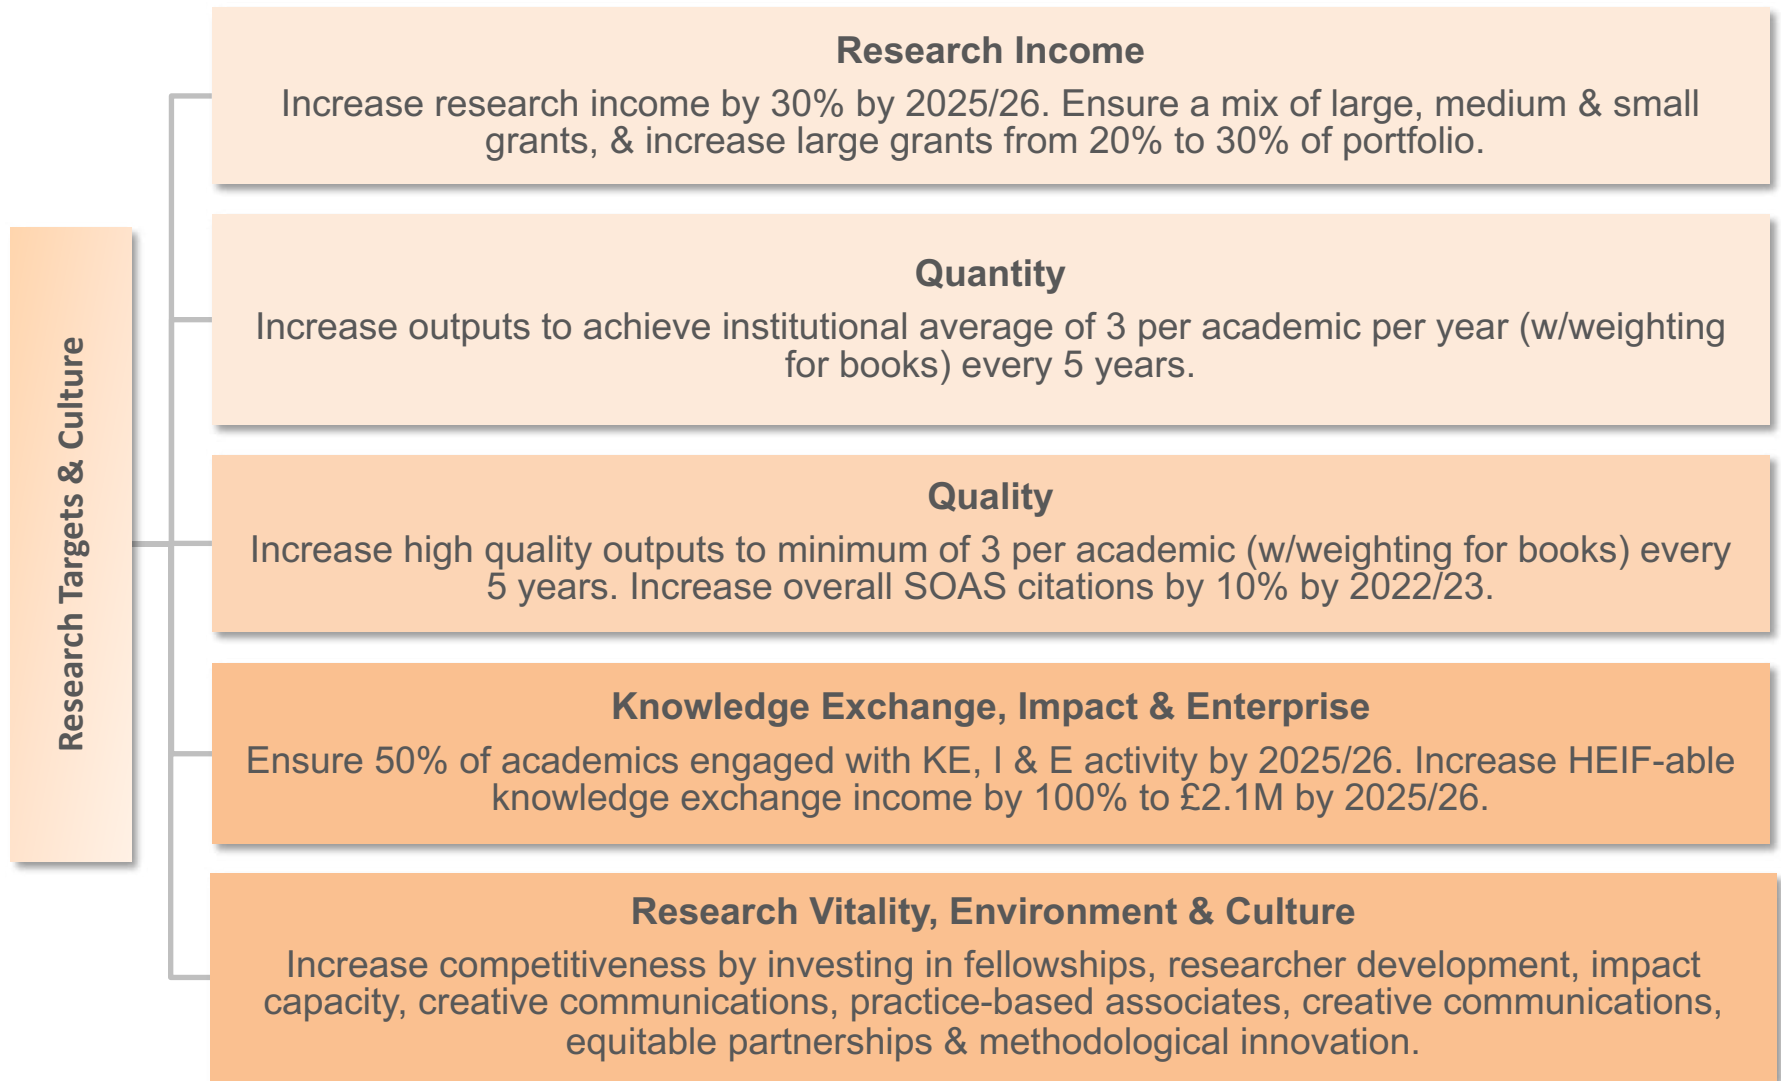 Research Targets & Culture
Research Income
Increase research income by 30% by 2025/26. Ensure a mix of large, medium & small
grants, & increase large grants from 20% to 30% of portfolio.
Quantity
Increase outputs to achieve institutional average of 3 per academic per year (w/weighting
for books) every 5 years.
Quality
Increase high quality outputs to minimum of 3 per academic (w/weighting for books) every
5 years. Increase overall SOAS citations by 10% by 2022/23.
Knowledge Exchange, Impact & Enterprise
Ensure 50% of academics engaged with KE, I & E activity by 2025/26. Increase HEIF-able
knowledge exchange income by 100% to £2.1M by 2025/26.
Research Vitality, Environment & Culture
Increase competitiveness by investing in fellowships, researcher development, impact
capacity, creative communications, practice-based associates, creative communications,
equitable partnerships & methodological innovation.